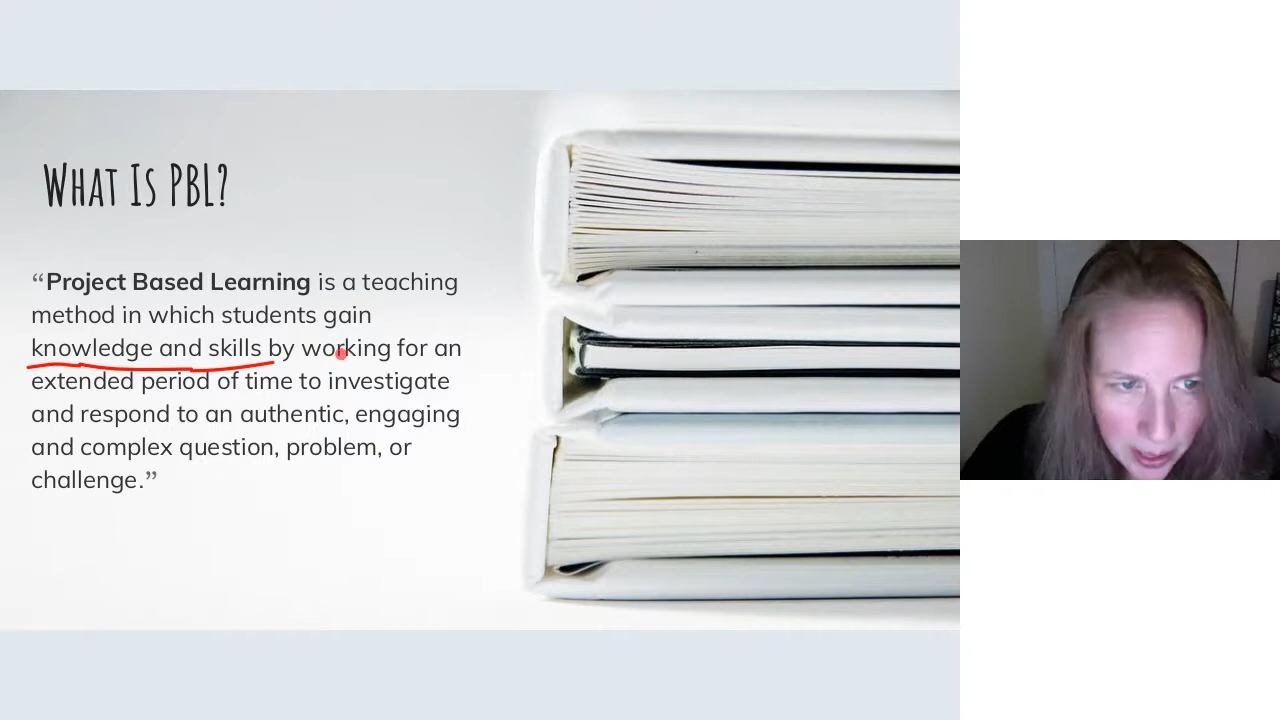 What Is PBL?
“Project Based Learning is a teaching
method in which students gain
knowledge and skills by working for an
extended period of time to investigate
and respond to an authentic, engaging
and complex question, problem, or
challenge.”